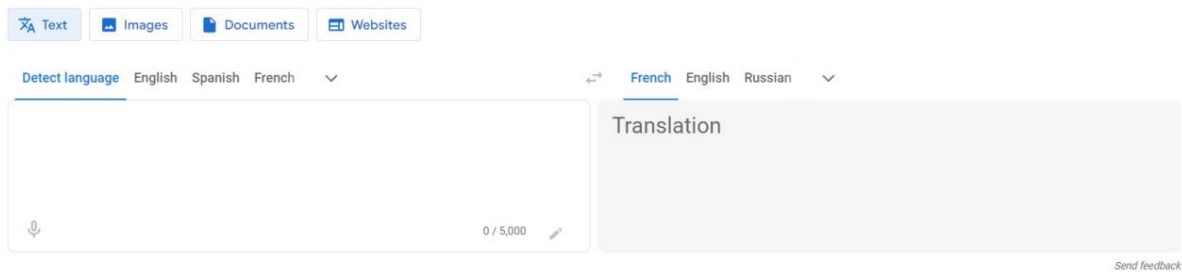 Text Images Documents Websites
Detect language English Spanish French French English Russian
Translation
0 / 5,000
Send feedback